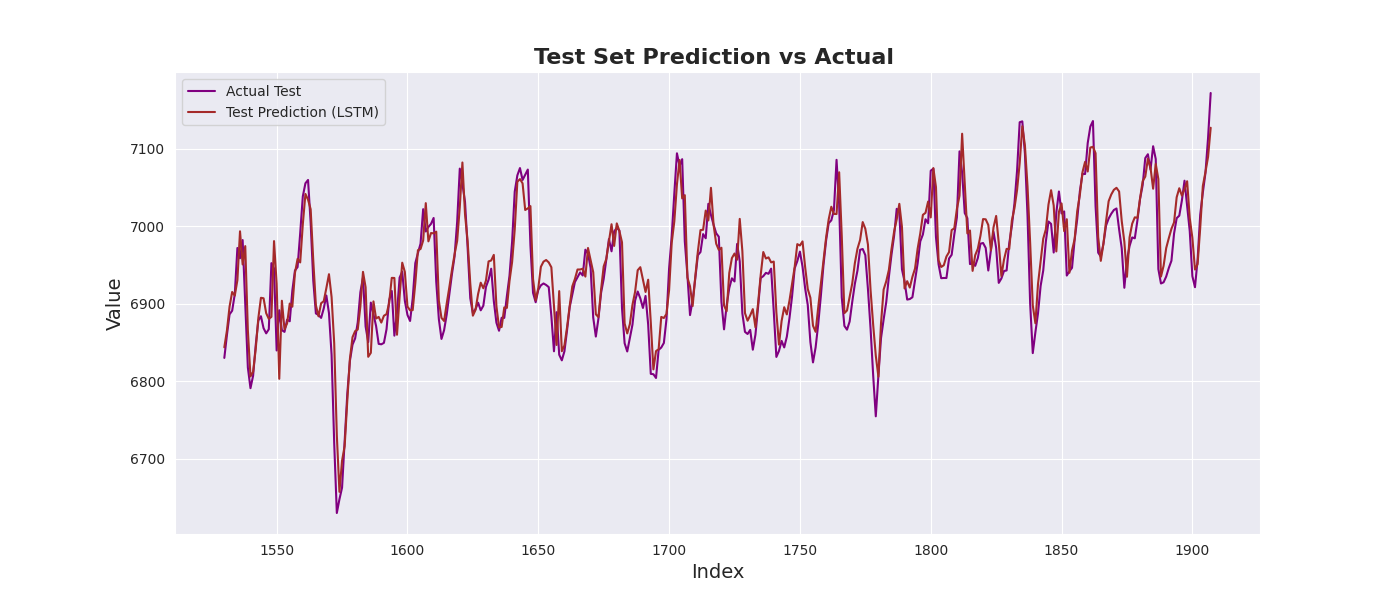 Test Set Prediction vs Actual
Actual Test
Test Prediction (LSTM)
Value
7100
7000
6900
6800
6700
1550 1600 1650 1700 1750 1800 1850 1900
Index